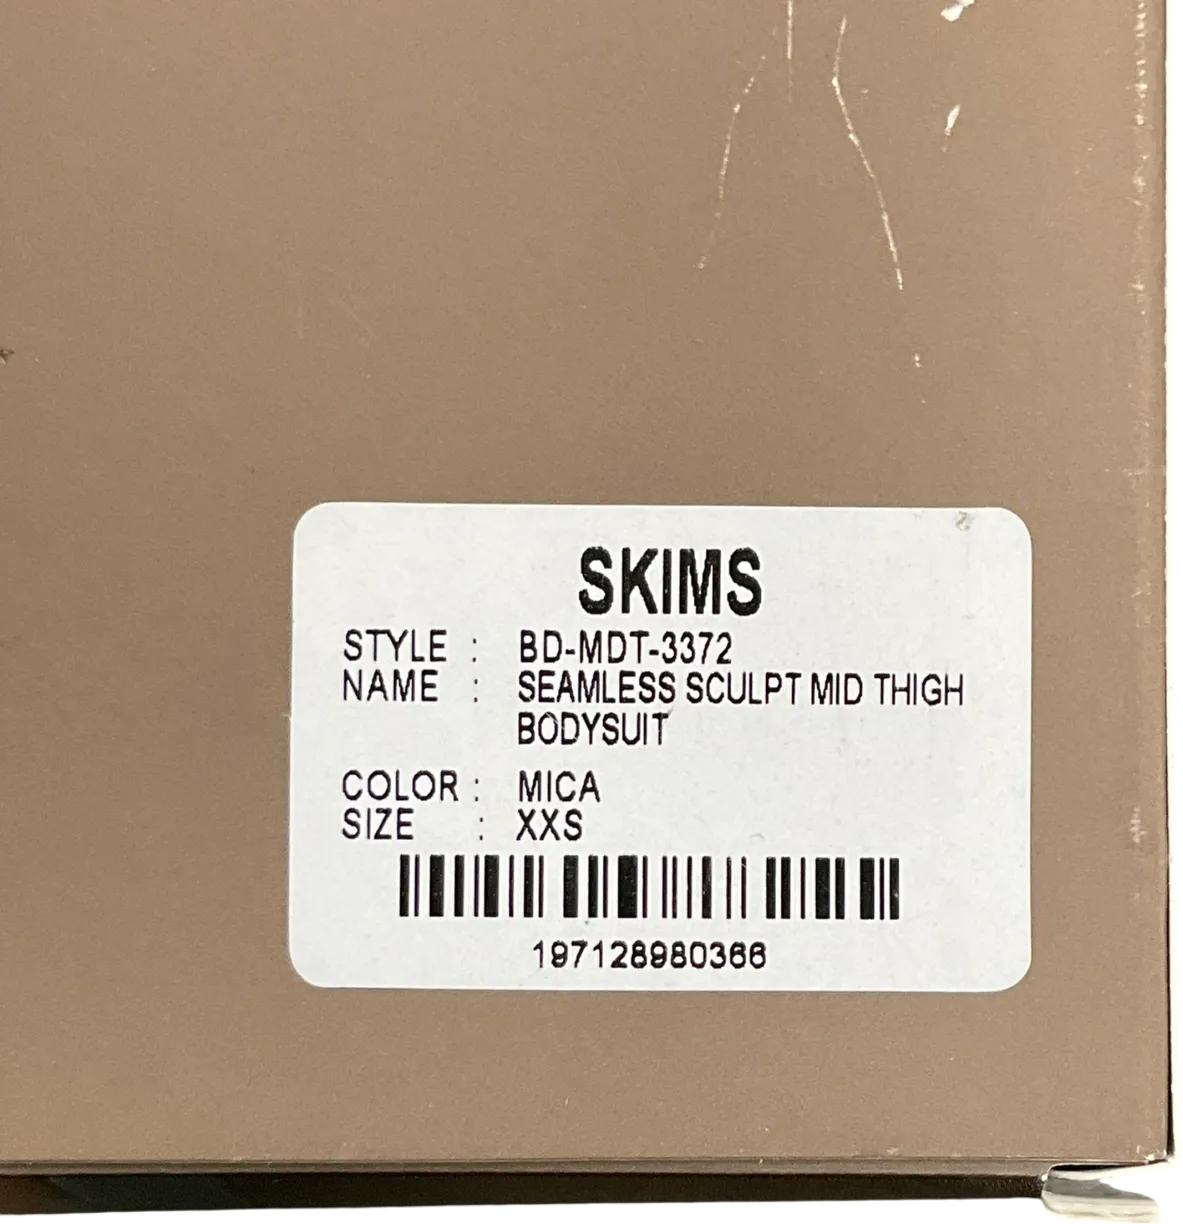 SKIMS
STYLE : BD-MDT-3372
NAME : SEAMLESS SCULPT MID THIGH
BODYSUIT
COLOR : MICA
SIZE : XXS
197128980366